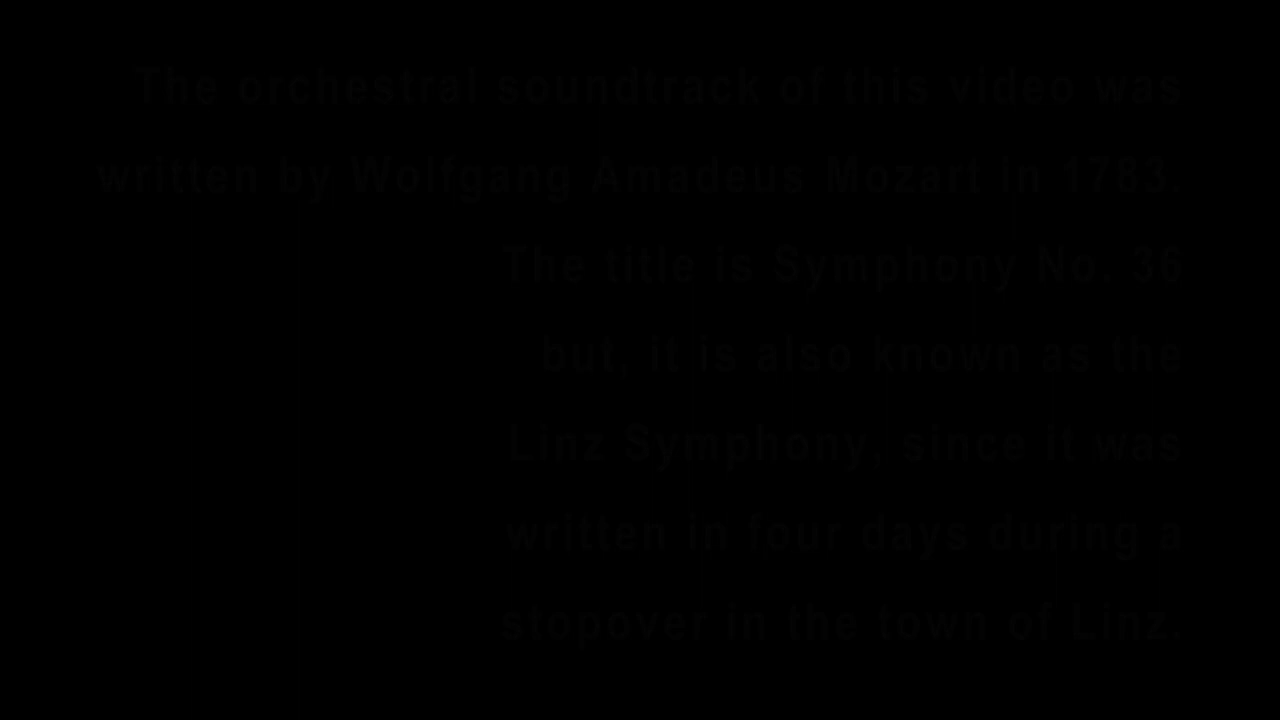 The orchestral soundtrack of this video was
written by Wolfgang Amadeus Mozart in 1783.
The title is Symphony No. 36
but, it is also known as the
Linz Symphony, since it was
written in four days during a
stopover in the town of Linz.